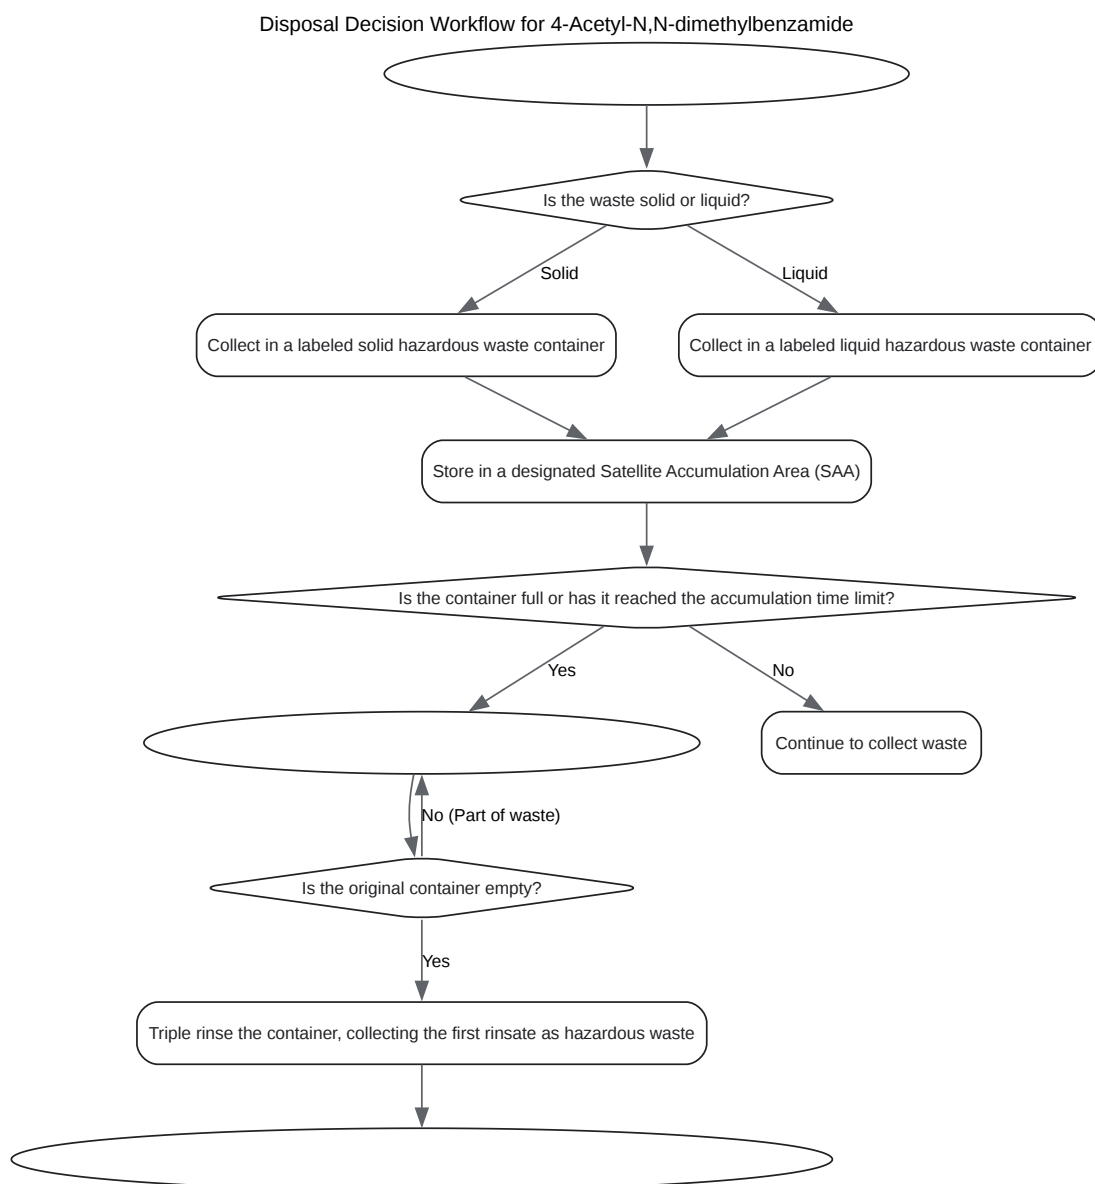 Disposal Decision Workflow for 4-Acetyl-N,N-dimethylbenzamide
Is the waste solid or liquid?
Solid
Liquid
Collect in a labeled solid hazardous waste container
Collect in a labeled liquid hazardous waste container
Store in a designated Satellite Accumulation Area (SAA)
Is the container full or has it reached the accumulation time limit?
Yes
No
Continue to collect waste
No (Part of waste)
Is the original container empty?
Yes
Triple rinse the container, collecting the first rinsate as hazardous waste